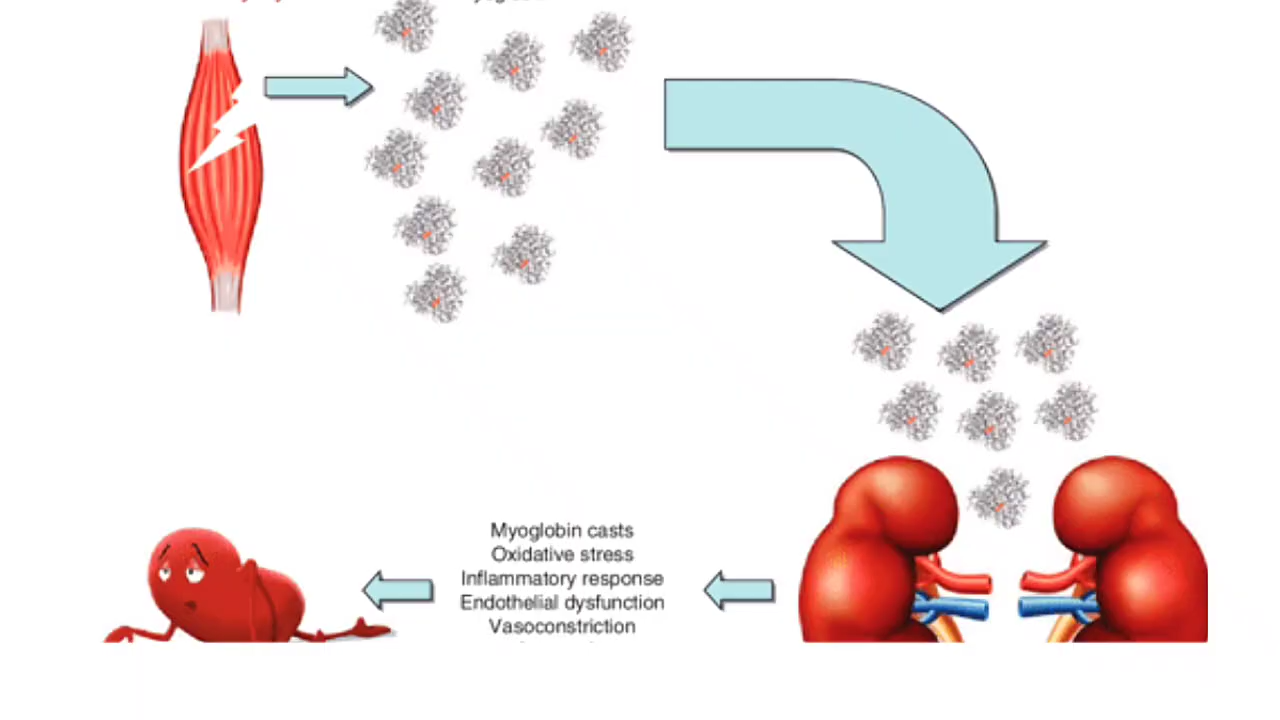 Myoglobin casts
Oxidative stress
Inflammatory response
Endothelial dysfunction
Vasoconstriction